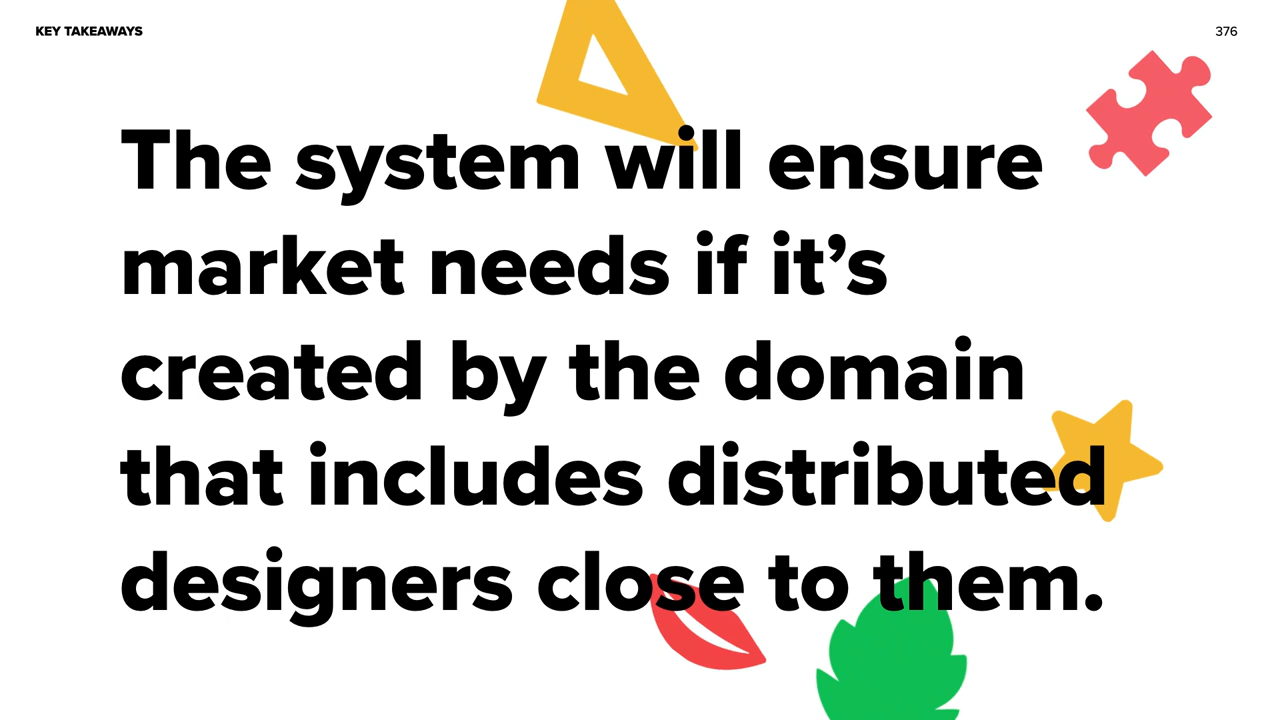 KEY TAKEAWAYS
376
The system will ensure
market needs if it’s
created by the domain
that includes distributed
designers close to them.